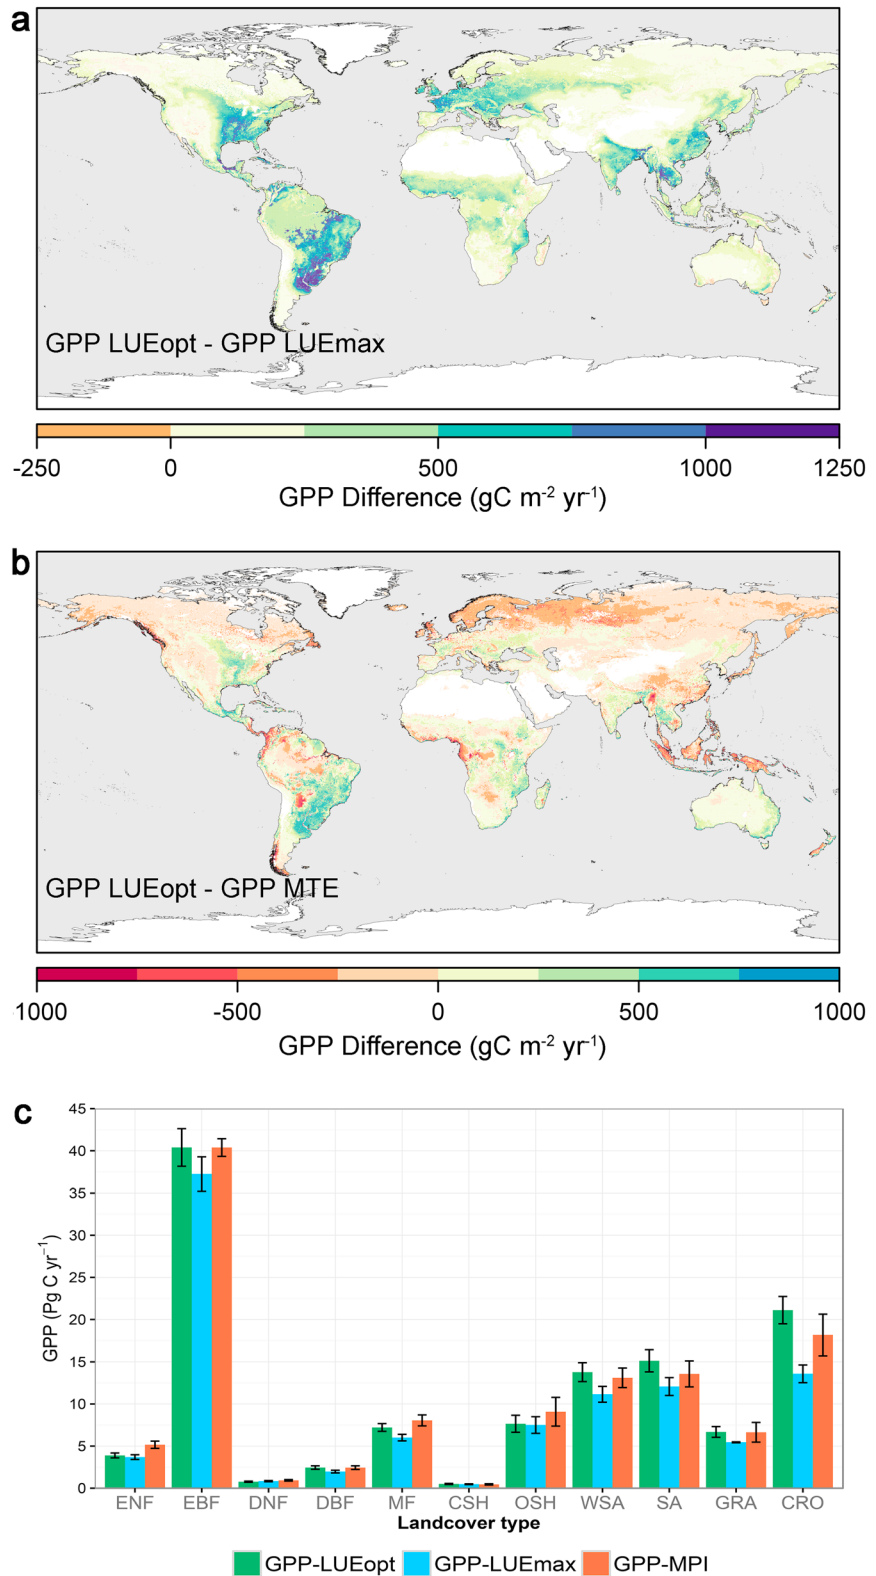 a
GPP LUEopt - GPP LUEmax
-250 0 500 1000 1250
GPP Difference (gC m⁻² yr⁻¹)
b
GPP LUEopt - GPP MTE
1000 -500 0 500 1000
GPP Difference (gC m⁻² yr⁻¹)
c
GPP (Pg C yr⁻¹)
45
40
35
30
25
20
15
10
5
0
ENF EBF DNF DBF MF CSH OSH WSA SA GRA CRO
Landcover type
GPP-LUEopt GPP-LUEmax GPP-MPI